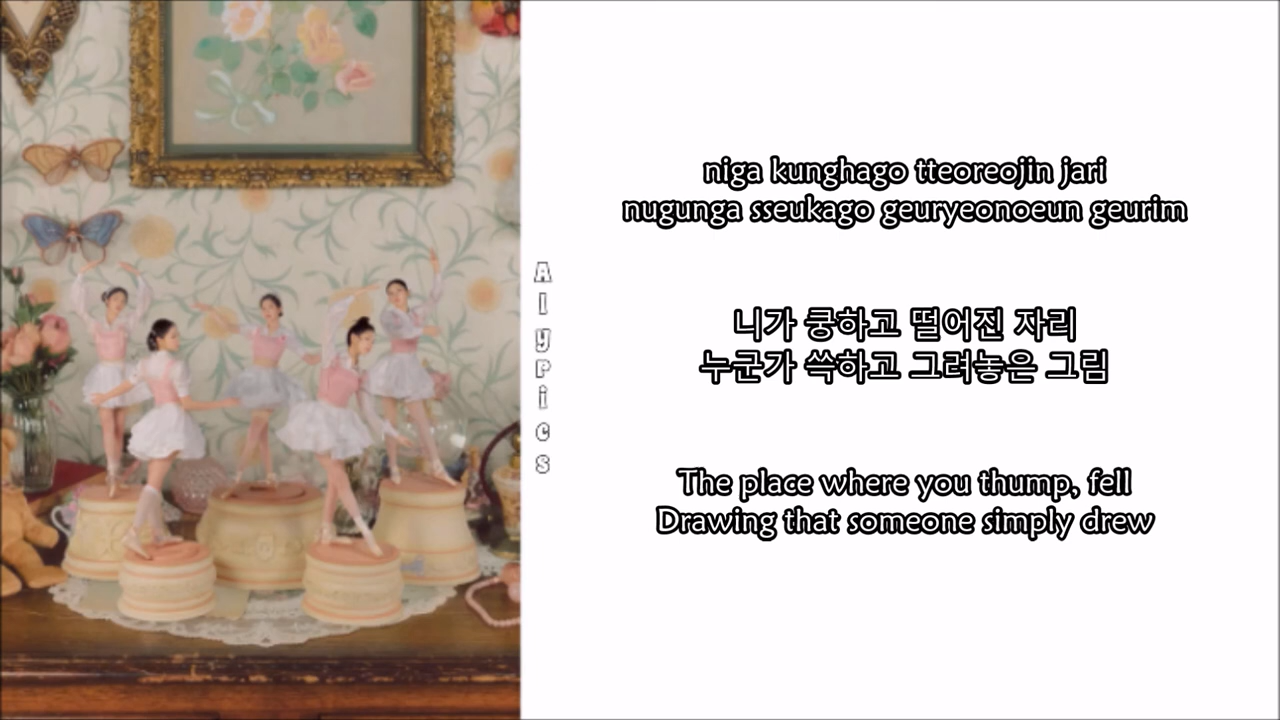 niga kunghago tteoreojin jari
nugunga sseukago geuryeonoeun geurim
니가 쿵하고 떨어진 자리
누군가 쓱하고 그려놓은 그림
The place where you thump, fell
Drawing that someone simply drew
Alypics